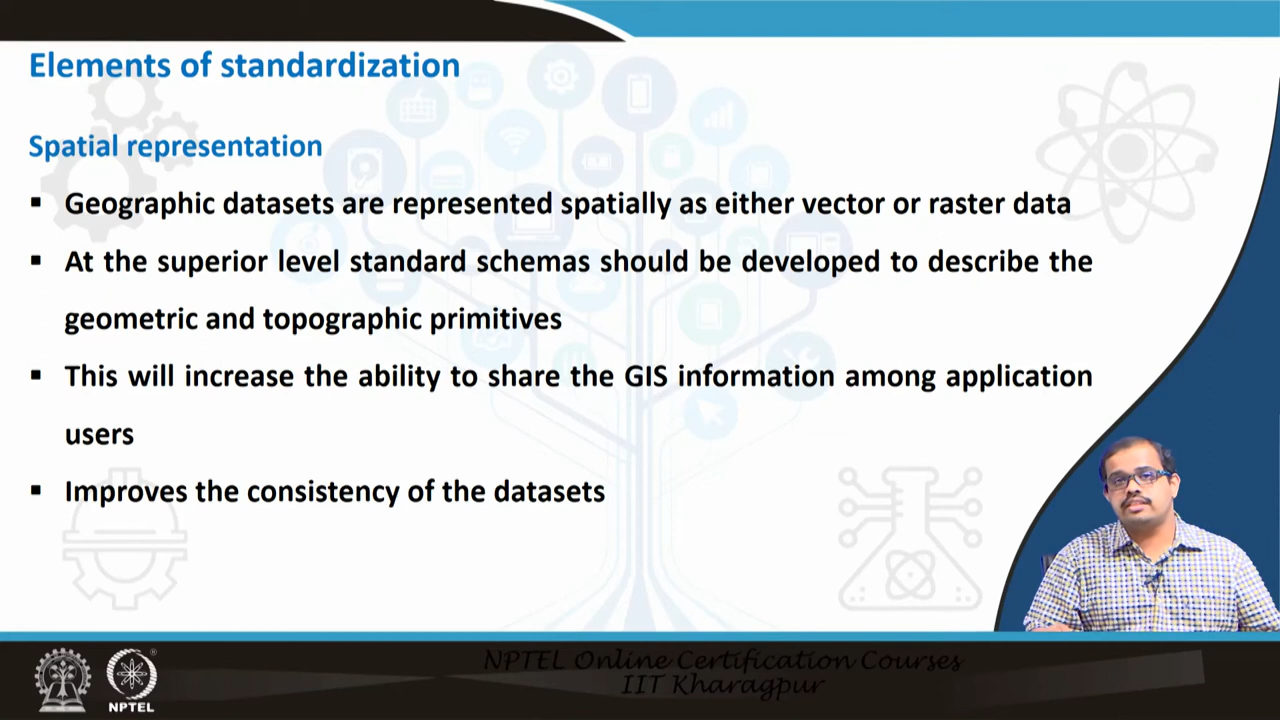 Elements of standardization
Spatial representation
▪ Geographic datasets are represented spatially as either vector or raster data
▪ At the superior level standard schemas should be developed to describe the
geometric and topographic primitives
▪ This will increase the ability to share the GIS information among application
users
▪ Improves the consistency of the datasets
NPTEL Online Certification Courses
IIT Kharagpur
NPTEL